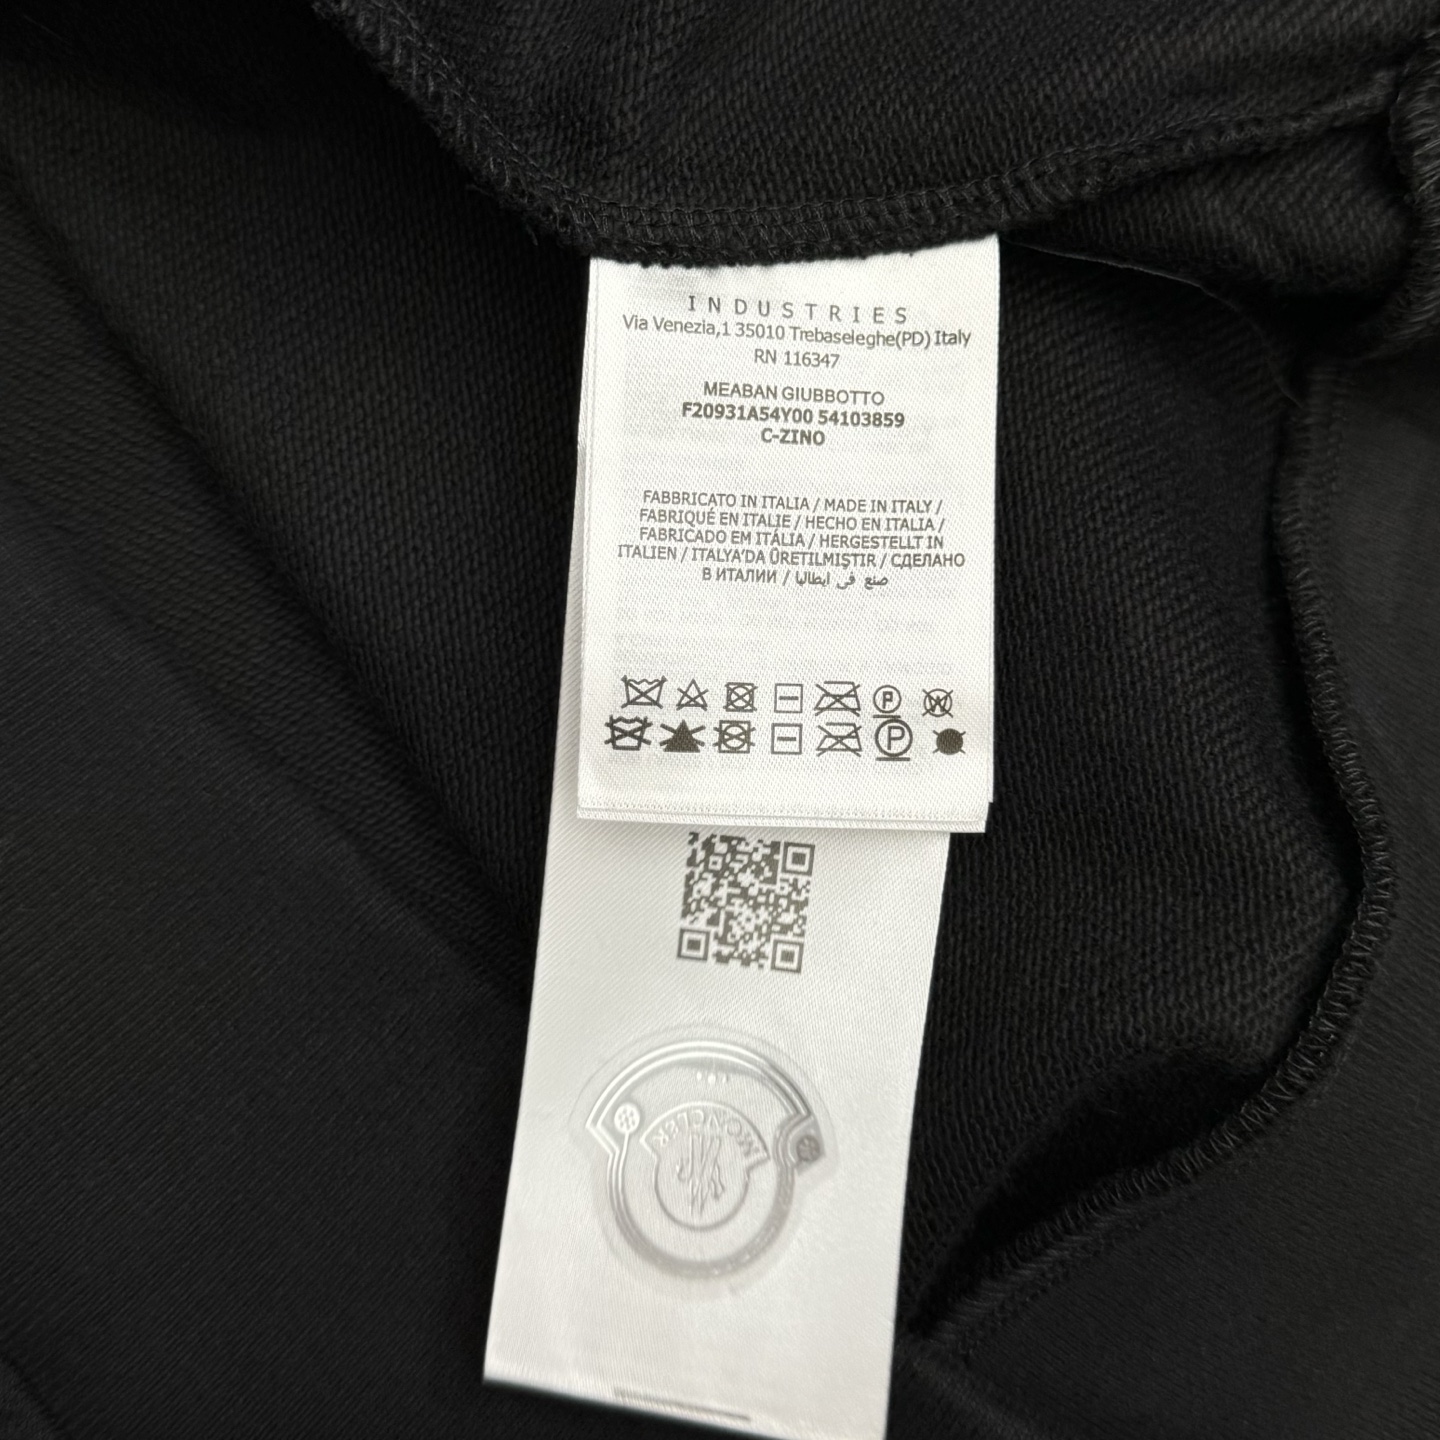 INDUSTRIES
Via Venezia,1 35010 Trebaseleghe(PD) Italy
RN 116347
MEABAN GIUBBOTTO
F20931A54Y00 54103859
C-ZINO
FABBRICATO IN ITALIA / MADE IN ITALY /
FABRIQUÉ EN ITALIE / HECHO EN ITALIA /
FABRICADO EM ITÁLIA / HERGESTELLT IN
ITALIEN / ITALYA'DA ÜRETILMIŞTIR / СДЕЛАНО
В ИТАЛИИ / صنع في ايطاليا
P W
P
MONCLER